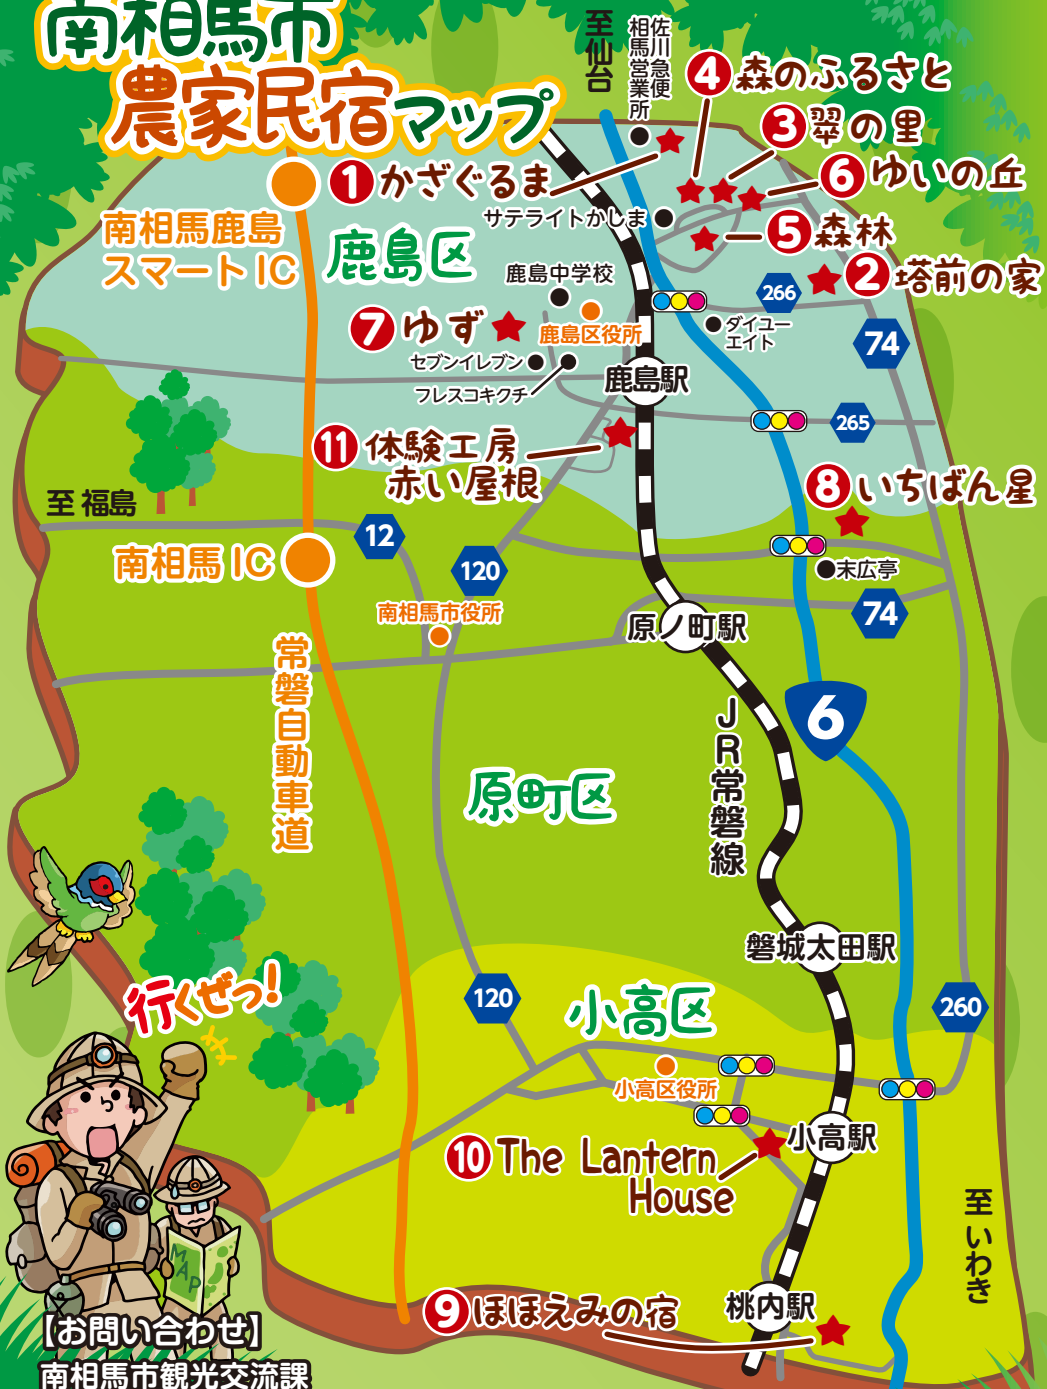 南相馬市
農家民宿マップ
至仙台
佐川急便
相馬営業所
4 森のふるさと
3 翠の里
1 かざぐるま
6 ゆいの丘
サテライトかしま
5 森林
南相馬鹿島
スマートIC
鹿島区
2 塔前の家
鹿島中学校
266
7 ゆず
鹿島区役所
ダイユー
エイト
74
セブンイレブン
フレスコキクチ
鹿島駅
265
11 体験工房
赤い屋根
8 いちばん星
至 福島
12
南相馬IC
120
末広亭
南相馬市役所
74
原ノ町駅
常磐自動車道
6
JR常磐線
原町区
磐城太田駅
行くぜっ!
120
小高区
260
小高区役所
10 The Lantern
House
小高駅
至 いわき
MAP
9 ほほえみの宿
桃内駅
【お問い合わせ】
南相馬市観光交流課